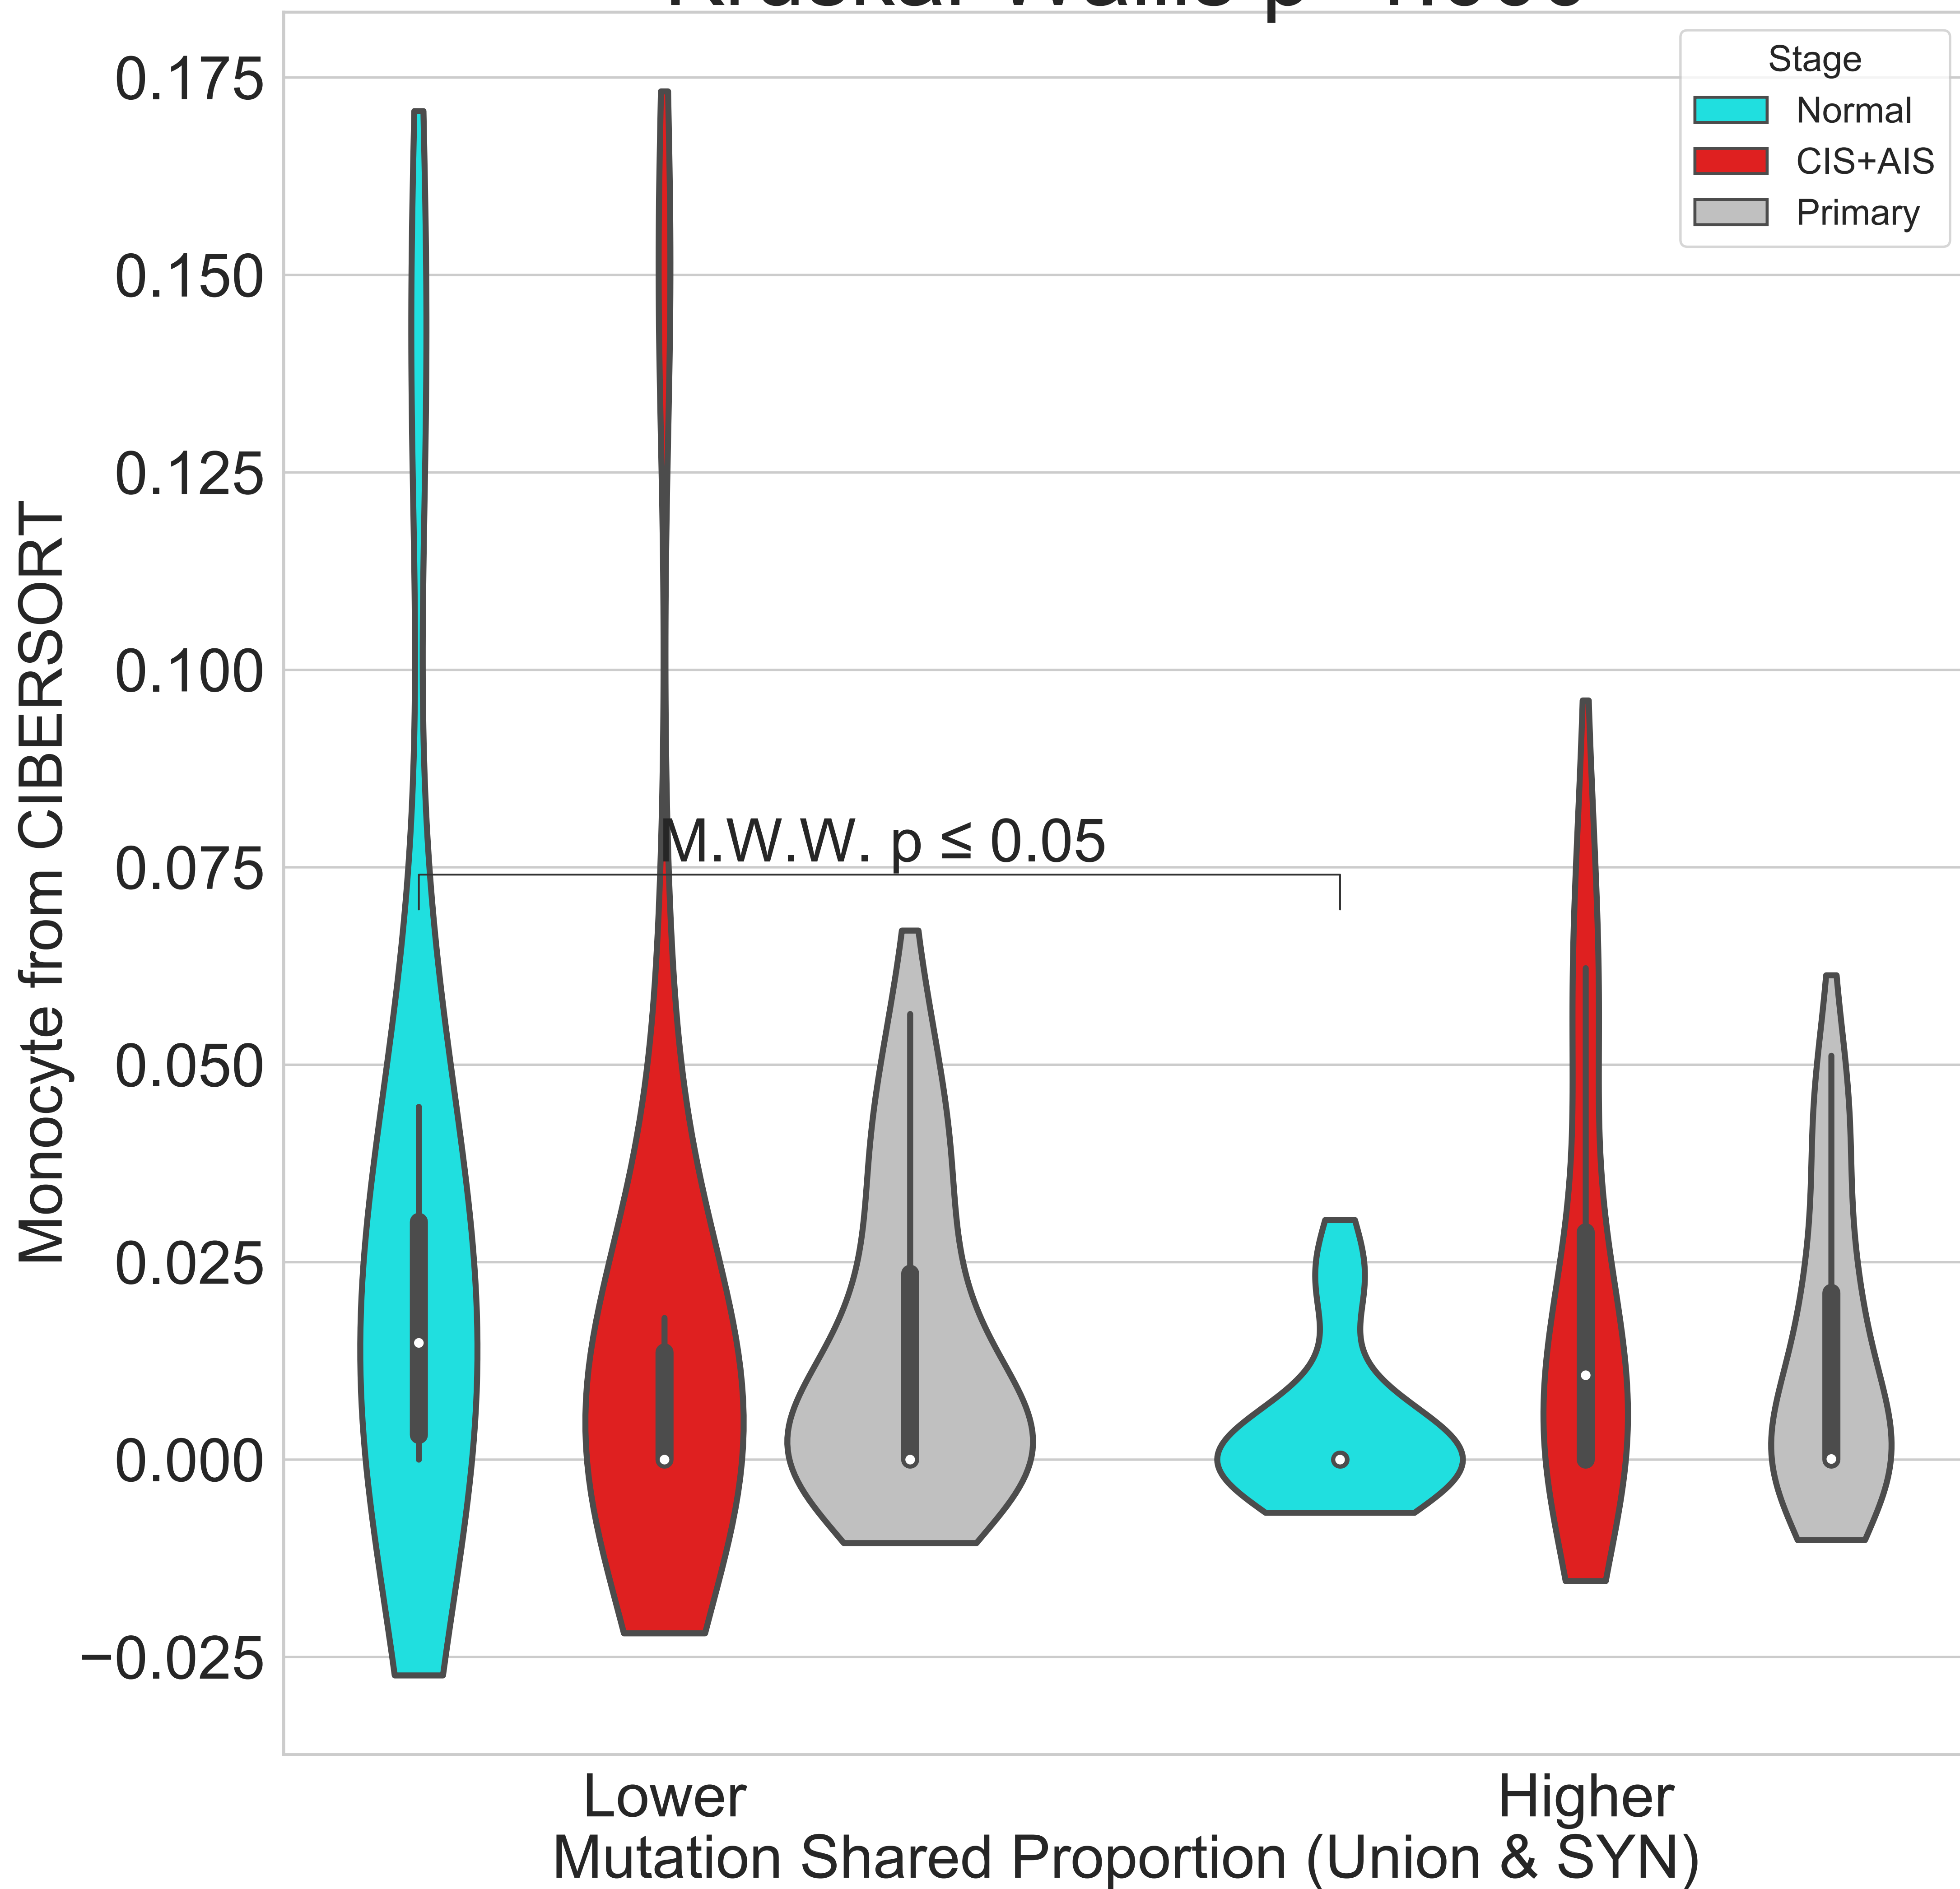 0.175
0.150
0.125
0.100
0.075
0.050
0.025
0.000
−0.025
Monocyte from CIBERSORT
Stage
Normal
CIS+AIS
Primary
M.W.W. p ≤ 0.05
Lower
Higher
Mutation Shared Proportion (Union & SYN)